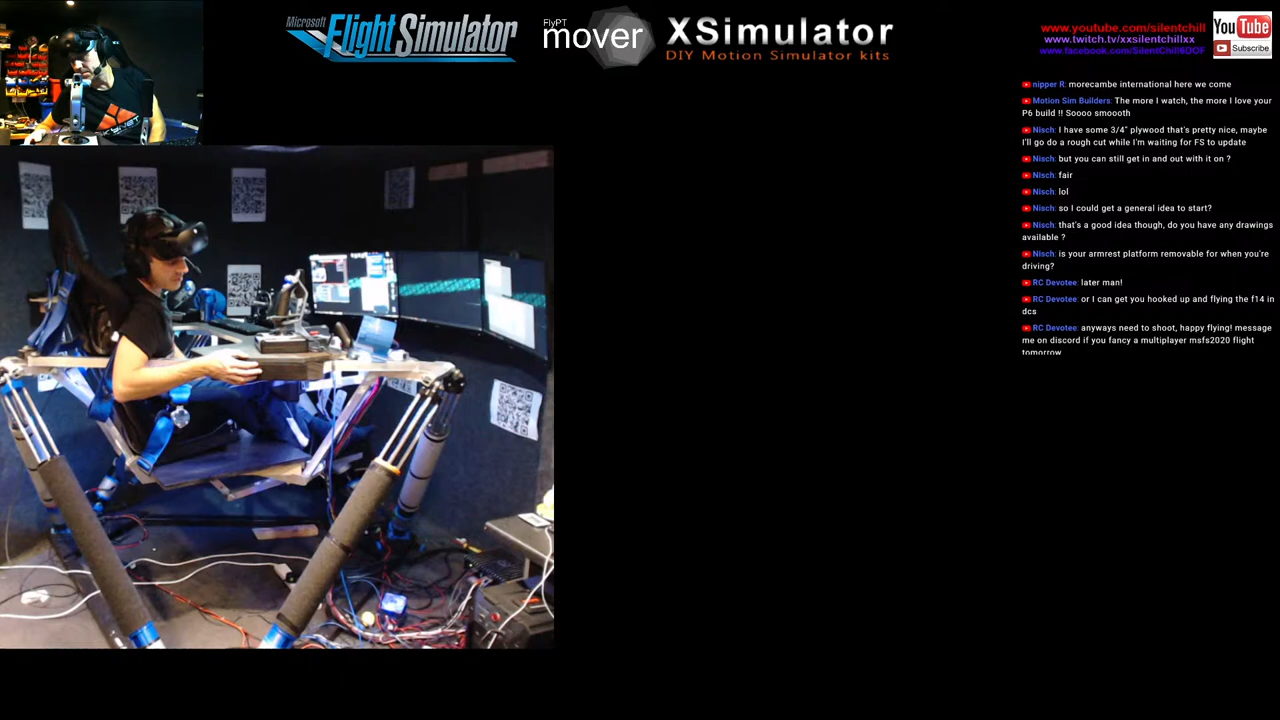 Microsoft
Flight Simulator
FlyPT
mover
XSimulator
DIY Motion Simulator kits
www.youtube.com/silentchill
www.twitch.tv/xxsilentchillxx
www.facebook.com/SilentChill6DOF
You Tube
Subscribe
nipper R: morecambe international here we come
Motion Sim Builders: The more I watch, the more I love your
P6 build !! Soooo smoooth
Nisch: I have some 3/4" plywood that's pretty nice, maybe
I'll go do a rough cut while I'm waiting for FS to update
Nisch: but you can still get in and out with it on ?
Nisch: fair
Nisch: lol
Nisch: so I could get a general idea to start?
Nisch: that's a good idea though, do you have any drawings
available ?
Nisch: is your armrest platform removable for when you're
driving?
RC Devotee: later man!
RC Devotee: or I can get you hooked up and flying the f14 in
dcs
RC Devotee: anyways need to shoot, happy flying! message
me on discord if you fancy a multiplayer msfs2020 flight
tomorrow